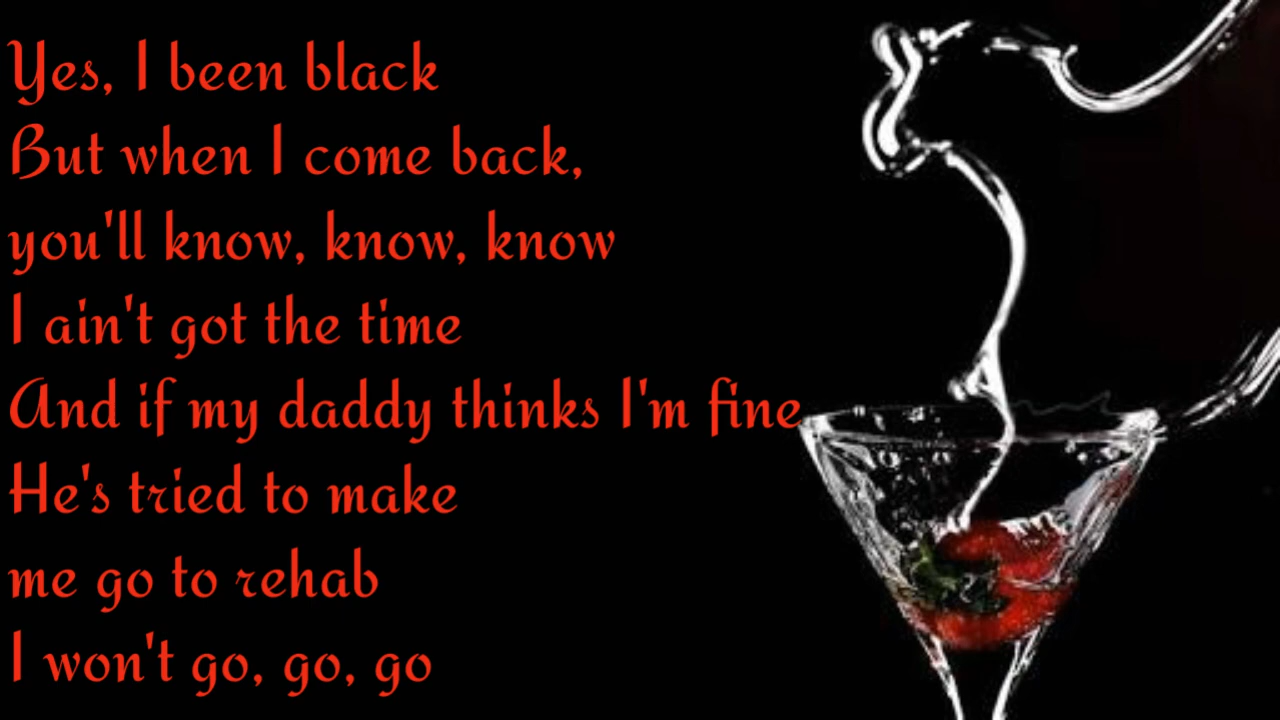 Yes, I been black
But when I come back,
you'll know, know, know
I ain't got the time
And if my daddy thinks I'm fine
He's tried to make
me go to rehab
I won't go, go, go